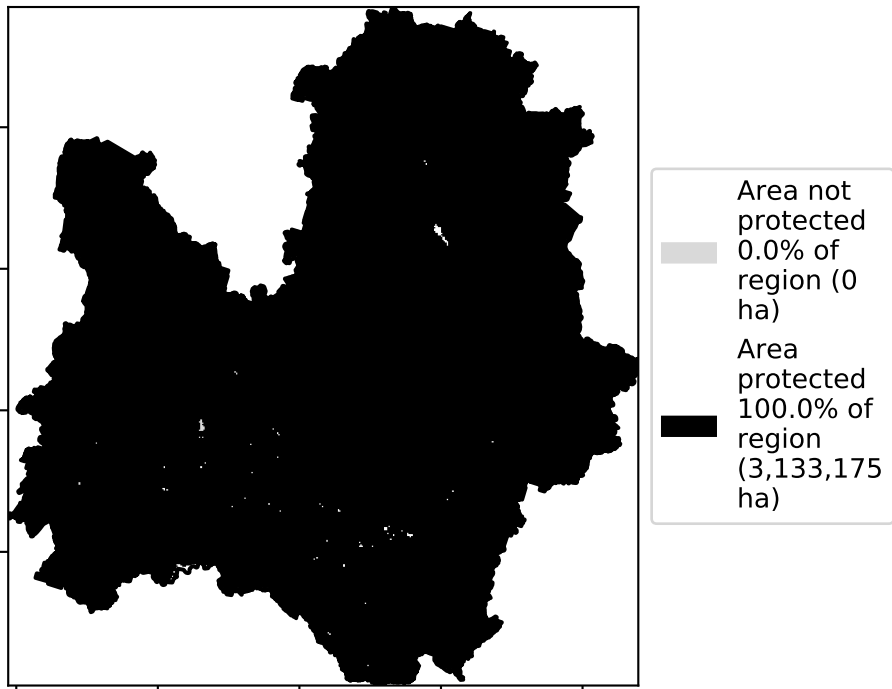 Area not
protected
0.0% of
region (0
ha)
Area
protected
100.0% of
region
(3,133,175
ha)